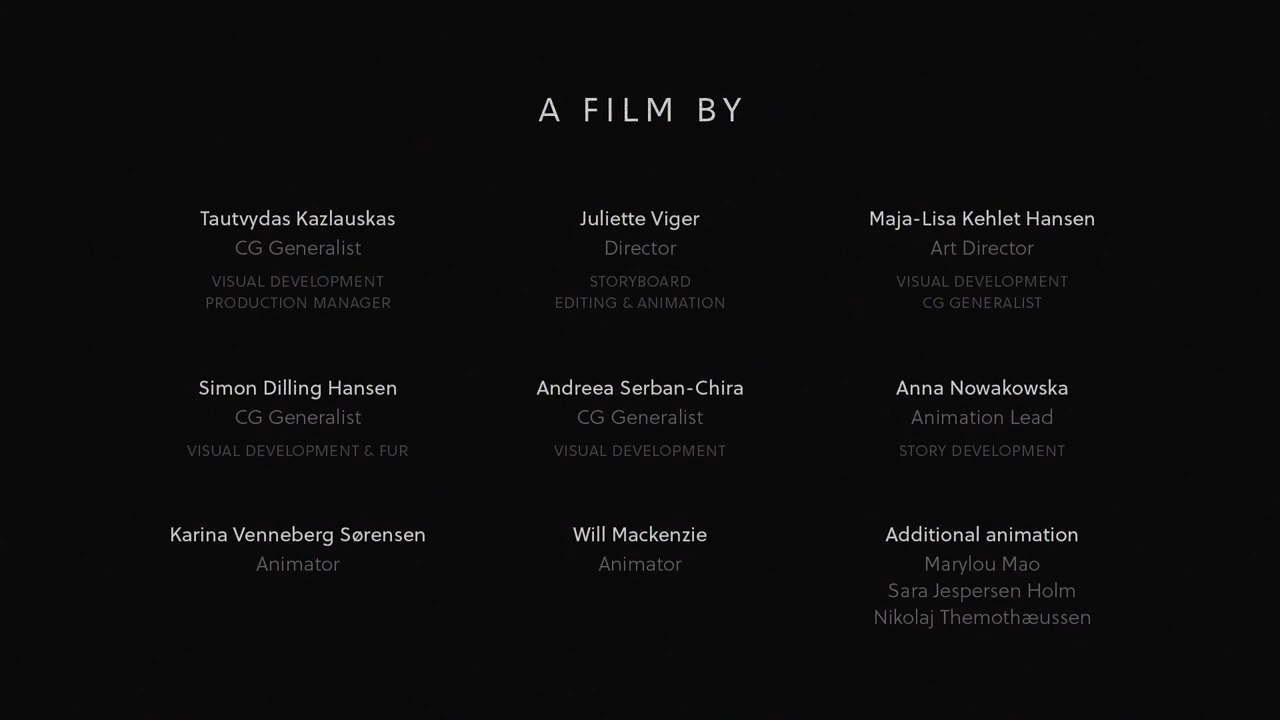 A FILM BY
Tautvydas Kazlauskas
CG Generalist
VISUAL DEVELOPMENT
PRODUCTION MANAGER
Juliette Viger
Director
STORYBOARD
EDITING & ANIMATION
Maja-Lisa Kehlet Hansen
Art Director
VISUAL DEVELOPMENT
CG GENERALIST
Simon Dilling Hansen
CG Generalist
VISUAL DEVELOPMENT & FUR
Andreea Serban-Chira
CG Generalist
VISUAL DEVELOPMENT
Anna Nowakowska
Animation Lead
STORY DEVELOPMENT
Karina Venneberg Sørensen
Animator
Will Mackenzie
Animator
Additional animation
Marylou Mao
Sara Jespersen Holm
Nikolaj Themothæussen